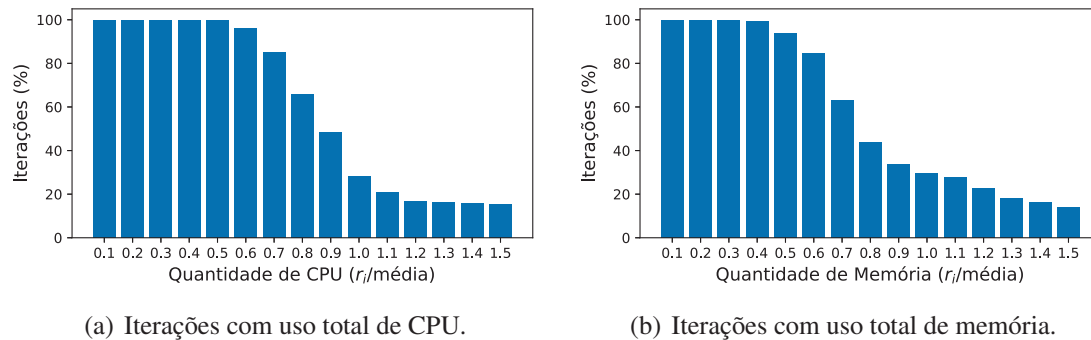 100
80
60
40
20
0
Iterações (%)
0.1 0.2 0.3 0.4 0.5 0.6 0.7 0.8 0.9 1.0 1.1 1.2 1.3 1.4 1.5
Quantidade de CPU (ri/média)
(a) Iterações com uso total de CPU.
100
80
60
40
20
0
Iterações (%)
0.1 0.2 0.3 0.4 0.5 0.6 0.7 0.8 0.9 1.0 1.1 1.2 1.3 1.4 1.5
Quantidade de Memória (ri/média)
(b) Iterações com uso total de memória.